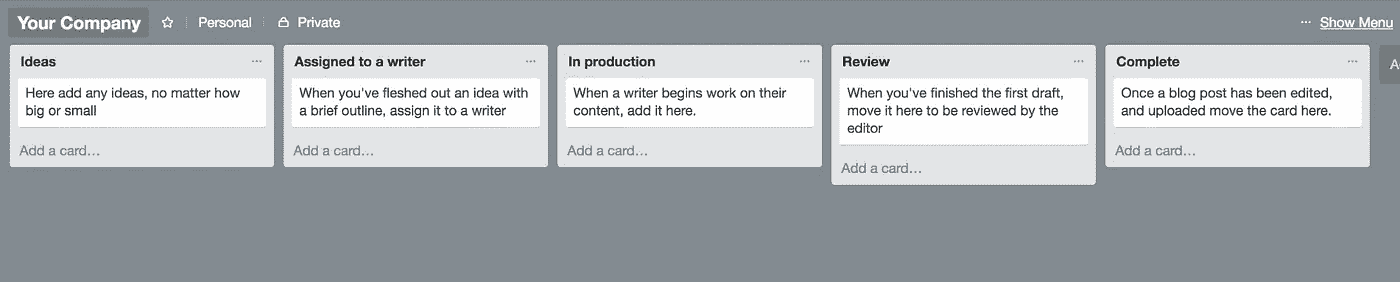 Your Company
Personal
Private
··· Show Menu
Ideas ···
Here add any ideas, no matter how
big or small
Add a card...
Assigned to a writer ···
When you've fleshed out an idea with
a brief outline, assign it to a writer
Add a card...
In production ···
When a writer begins work on their
content, add it here.
Add a card...
Review ···
When you've finished the first draft,
move it here to be reviewed by the
editor
Add a card...
Complete ···
Once a blog post has been edited,
and uploaded move the card here.
Add a card...